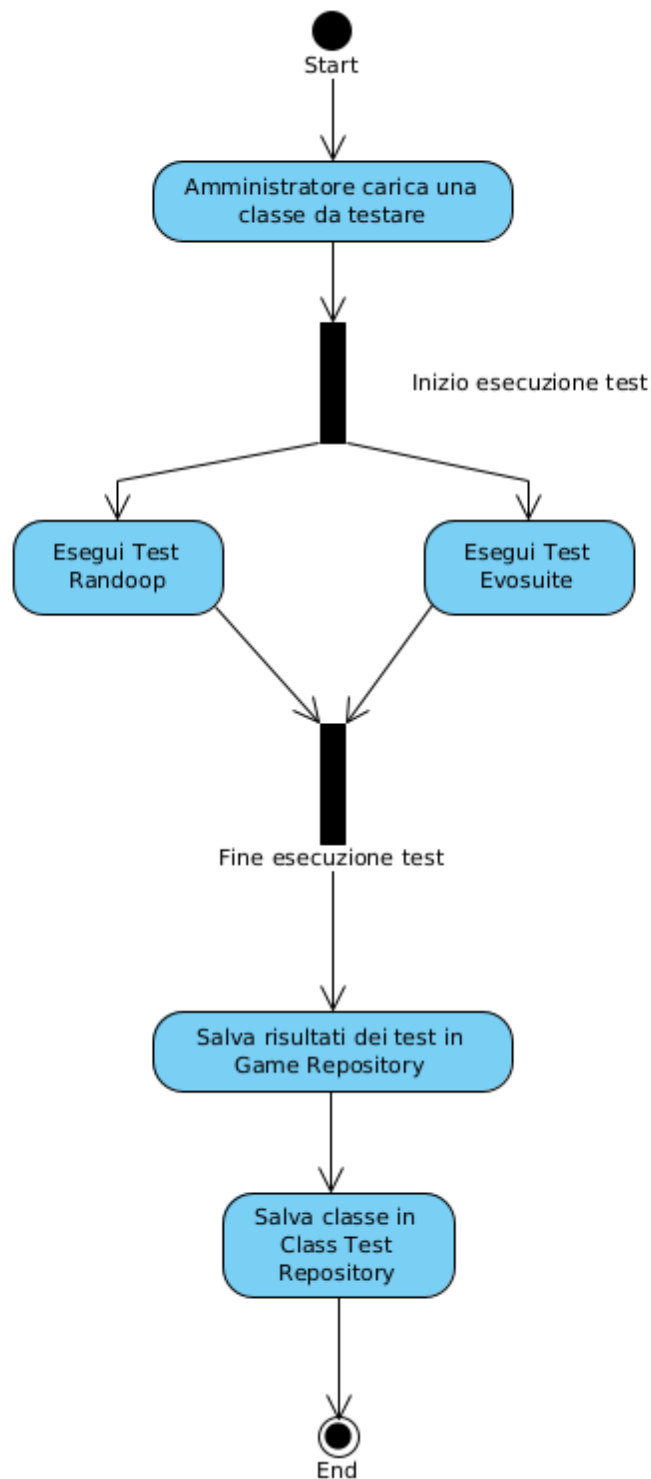 Start
Amministratore carica una
classe da testare
Inizio esecuzione test
Esegui Test
Randoop
Esegui Test
Evosuite
Fine esecuzione test
Salva risultati dei test in
Game Repository
Salva classe in
Class Test
Repository
End